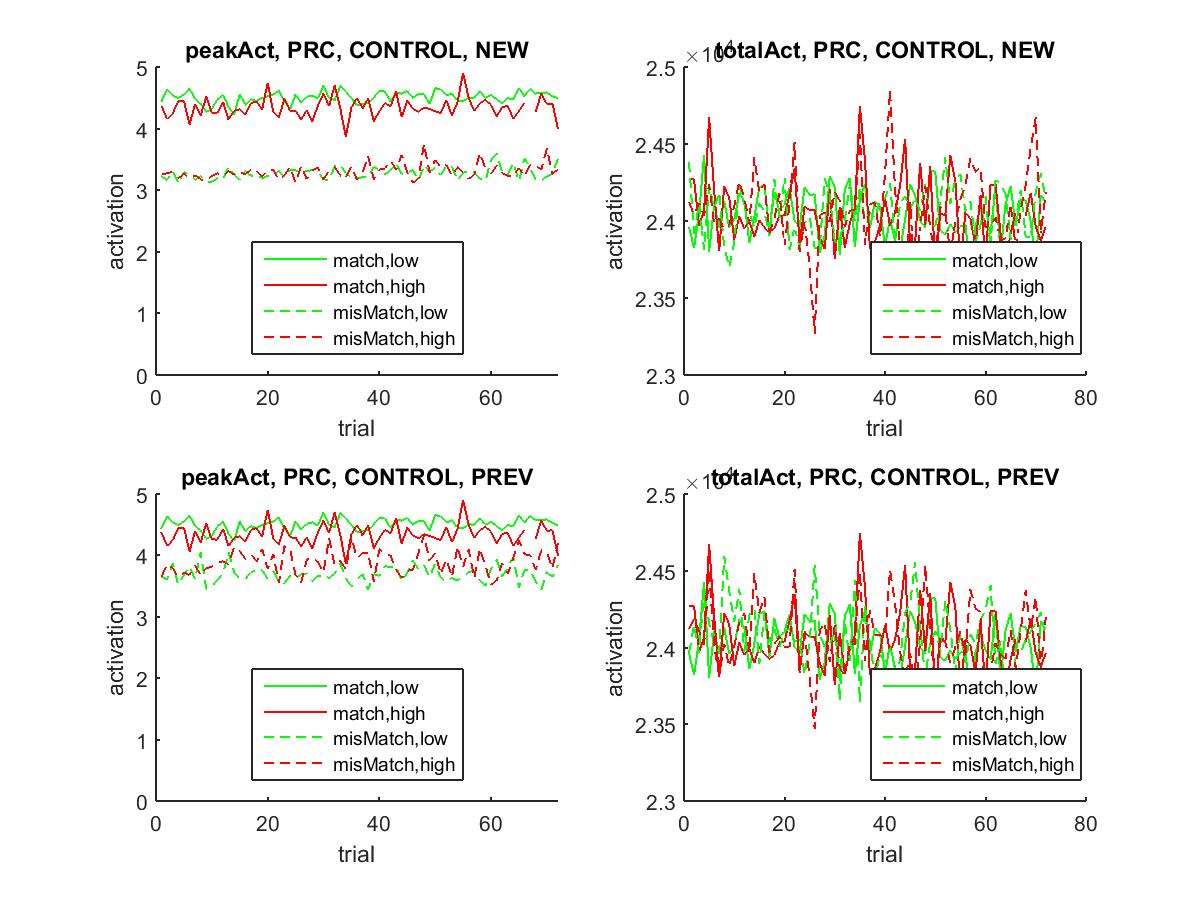 peakAct, PRC, CONTROL, NEW
5
4
3
2
1
0
activation
match,low
match,high
misMatch,low
misMatch,high
0 20 40 60
trial
×10⁴
totalAct, PRC, CONTROL, NEW
2.5
2.45
2.4
2.35
2.3
activation
match,low
match,high
misMatch,low
misMatch,high
0 20 40 60 80
trial
peakAct, PRC, CONTROL, PREV
5
4
3
2
1
0
activation
match,low
match,high
misMatch,low
misMatch,high
0 20 40 60
trial
×10⁴
totalAct, PRC, CONTROL, PREV
2.5
2.45
2.4
2.35
2.3
activation
match,low
match,high
misMatch,low
misMatch,high
0 20 40 60 80
trial